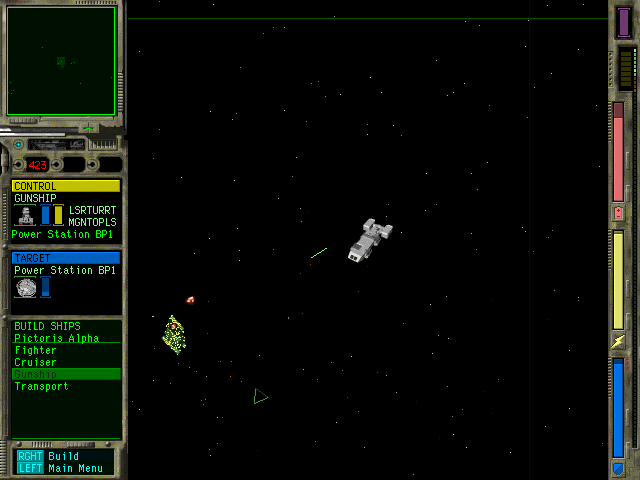 423
CONTROL
GUNSHIP
LSRTURRT
MGNTOPLS
Power Station BP1
TARGET
Power Station BP1
BUILD SHIPS
Pictoris Alpha
Fighter
Cruiser
Gunship
Transport
RGHT Build
LEFT Main Menu